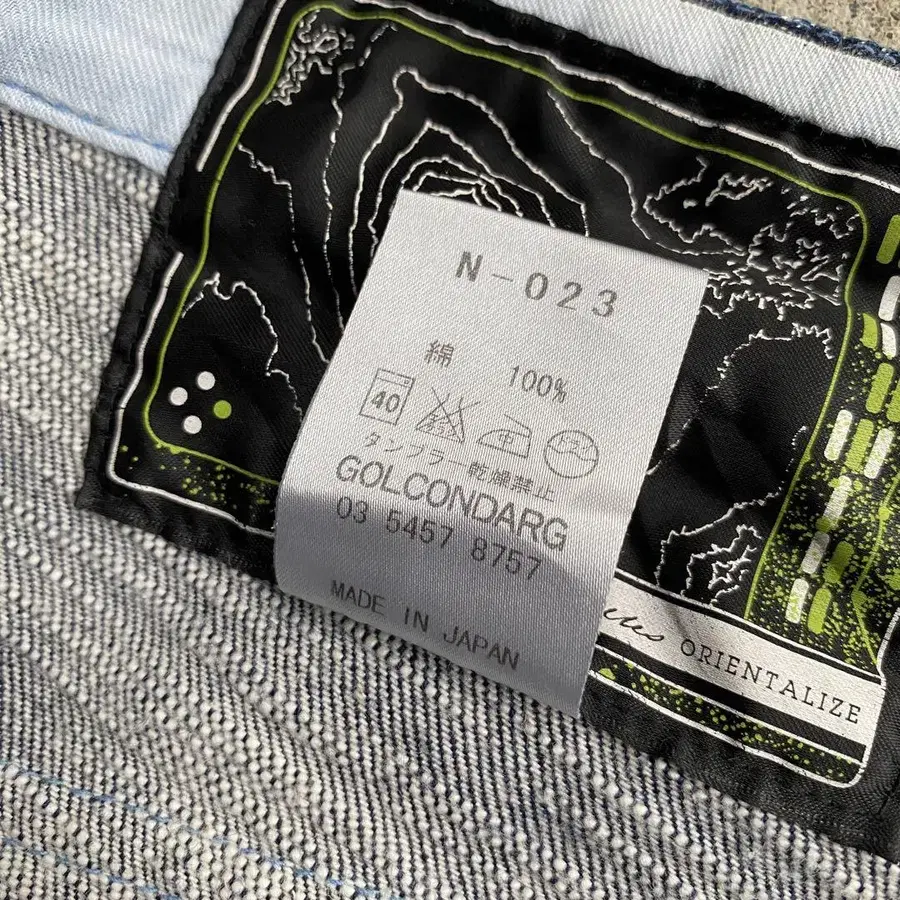 N-023
綿 100%
40 中
タンブラー乾燥禁止
GOLCONDARG
03 5457 8757
MADE IN JAPAN
ORIENTALIZE